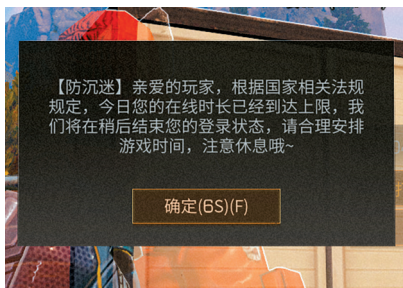 【防沉迷】亲爱的玩家，根据国家相关法规
规定，今日您的在线时长已经到达上限，我
们将在稍后结束您的登录状态，请合理安排
游戏时间，注意休息哦~
确定(6S)(F)